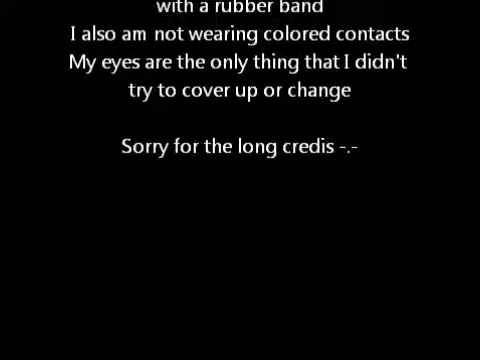 with a rubber band
I also am not wearing colored contacts
My eyes are the only thing that I didn't
try to cover up or change
Sorry for the long credis -.-